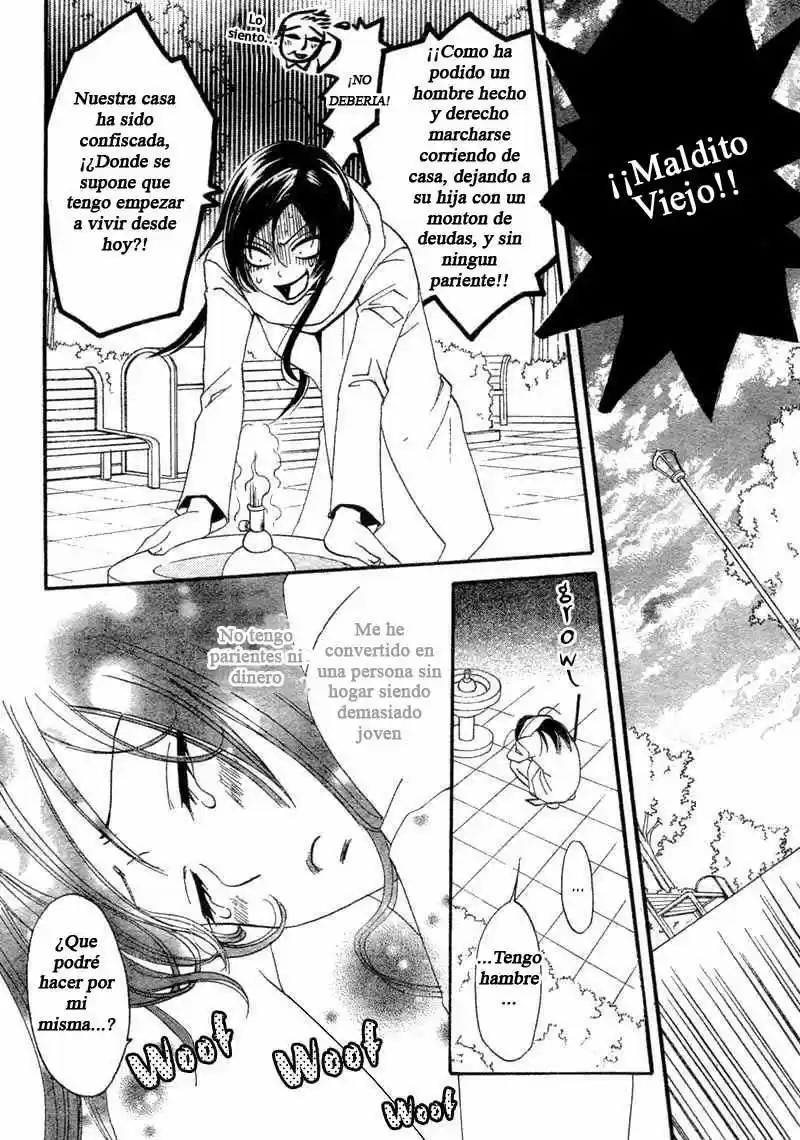 ¡¡Maldito
Viejo!!
¡¡Como ha
podido un
hombre hecho
y derecho
marcharse
corriendo de
casa, dejando a
su hija con un
monton de
deudas, y sin
ningun
pariente!!
Lo
siento...
¡NO
DEBERIA!
Nuestra casa
ha sido
confiscada,
¡¿Donde se
supone que
tengo empezar
a vivir desde
hoy?!
grow
...
...Tengo
hambre
...
Me he
convertido en
una persona sin
hogar siendo
demasiado
joven
No tengo
parientes ni
dinero
¿Que
podré
hacer por
mi
misma...?
Woof
Woof
Woof